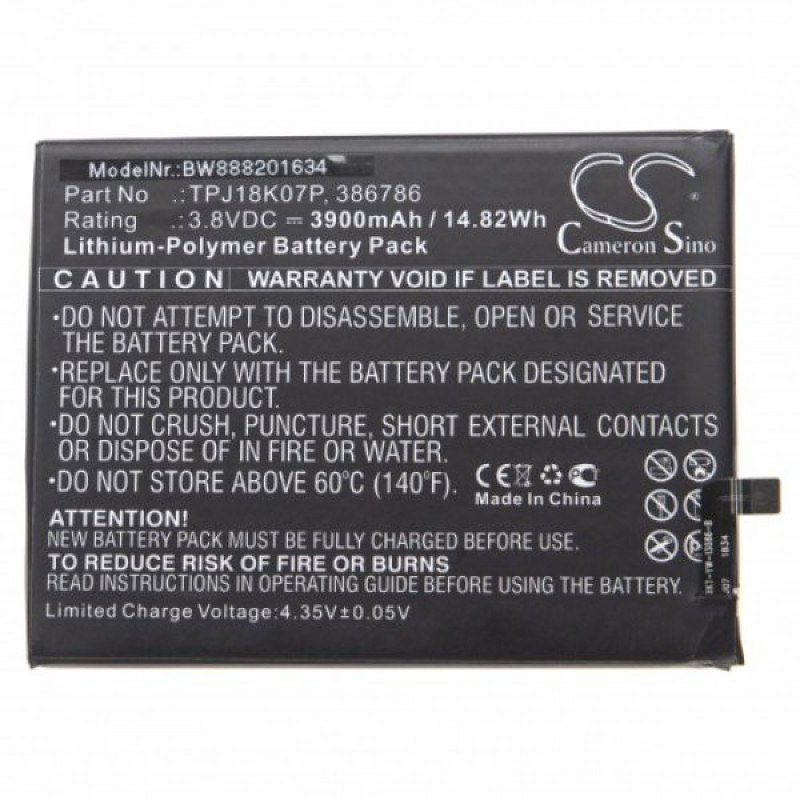 ModelNr.:BW888201634
Part No :TPJ18K07P, 386786
Rating :3.8VDC ⎓ 3900mAh / 14.82Wh
Lithium-Polymer Battery Pack
CS
®
Cameron Sino
CAUTION WARRANTY VOID IF LABEL IS REMOVED
•DO NOT ATTEMPT TO DISASSEMBLE, OPEN OR SERVICE
THE BATTERY PACK.
•REPLACE ONLY WITH THE BATTERY PACK DESIGNATED
FOR THIS PRODUCT.
•DO NOT CRUSH, PUNCTURE, SHORT EXTERNAL CONTACTS
OR DISPOSE OF IN FIRE OR WATER.
•DO NOT STORE ABOVE 60°C (140°F).
CE
Made In China
ATTENTION:
NEW BATTERY PACK MUST BE FULLY CHARGED BEFORE USE.
TO REDUCE RISK OF FIRE OR BURNS
READ INSTRUCTIONS IN THE BATTERY USER GUIDE.
Limited Charge Voltage:4.35V±0.05V
1834